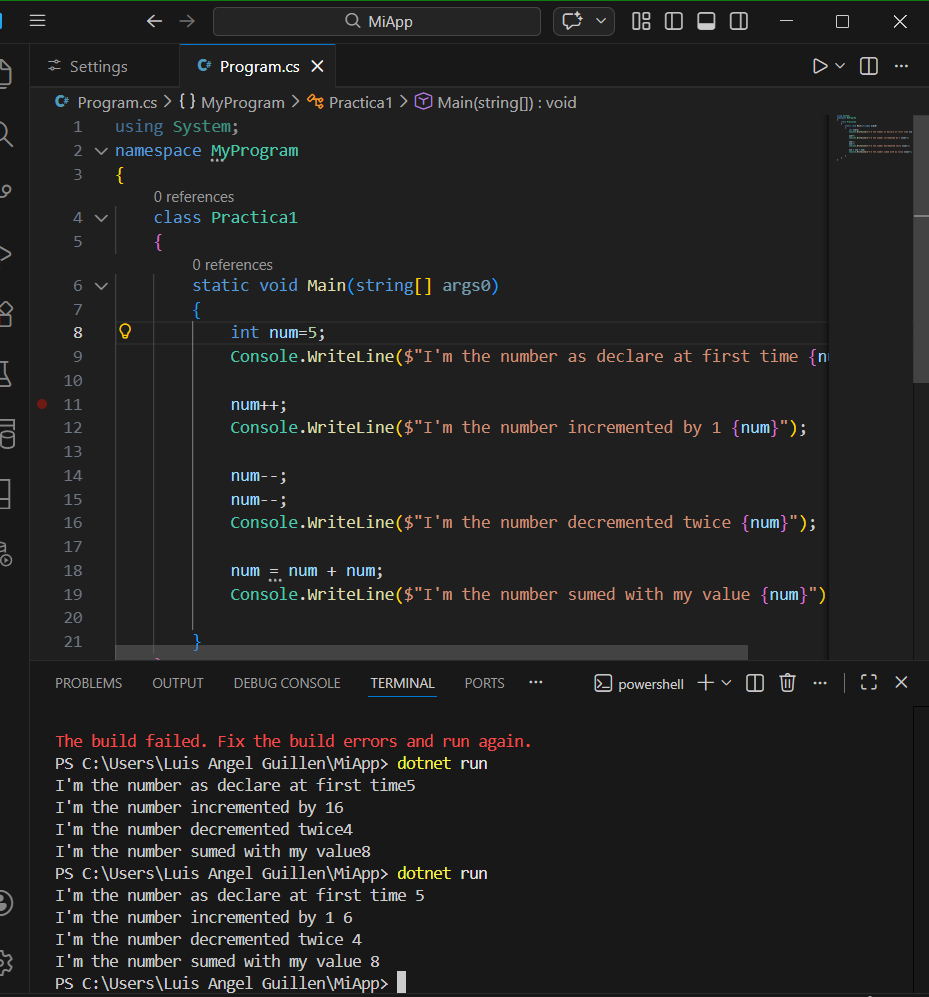 MiApp
Settings
C# Program.cs
C# Program.cs > { } MyProgram > Practica1 > Main(string[]) : void
1 using System;
2 namespace MyProgram
3 {
0 references
4 class Practica1
5 {
0 references
6 static void Main(string[] args0)
7 {
8 int num=5;
9 Console.WriteLine($"I'm the number as declare at first time {nu
10
11 num++;
12 Console.WriteLine($"I'm the number incremented by 1 {num}");
13
14 num--;
15 num--;
16 Console.WriteLine($"I'm the number decremented twice {num}");
17
18 num = num + num;
19 Console.WriteLine($"I'm the number sumed with my value {num}")
20
21 }
PROBLEMS OUTPUT DEBUG CONSOLE TERMINAL PORTS ... powershell
The build failed. Fix the build errors and run again.
PS C:\Users\Luis Angel Guillen\MiApp> dotnet run
I'm the number as declare at first time5
I'm the number incremented by 16
I'm the number decremented twice4
I'm the number sumed with my value8
PS C:\Users\Luis Angel Guillen\MiApp> dotnet run
I'm the number as declare at first time 5
I'm the number incremented by 1 6
I'm the number decremented twice 4
I'm the number sumed with my value 8
PS C:\Users\Luis Angel Guillen\MiApp>